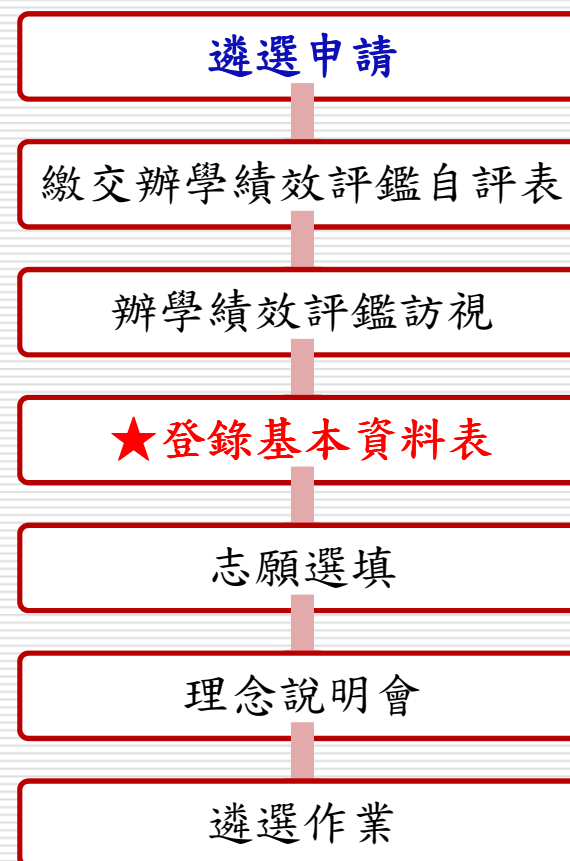 遴選申請
繳交辦學績效評鑑自評表
辦學績效評鑑訪視
★登錄基本資料表
志願選填
理念說明會
遴選作業